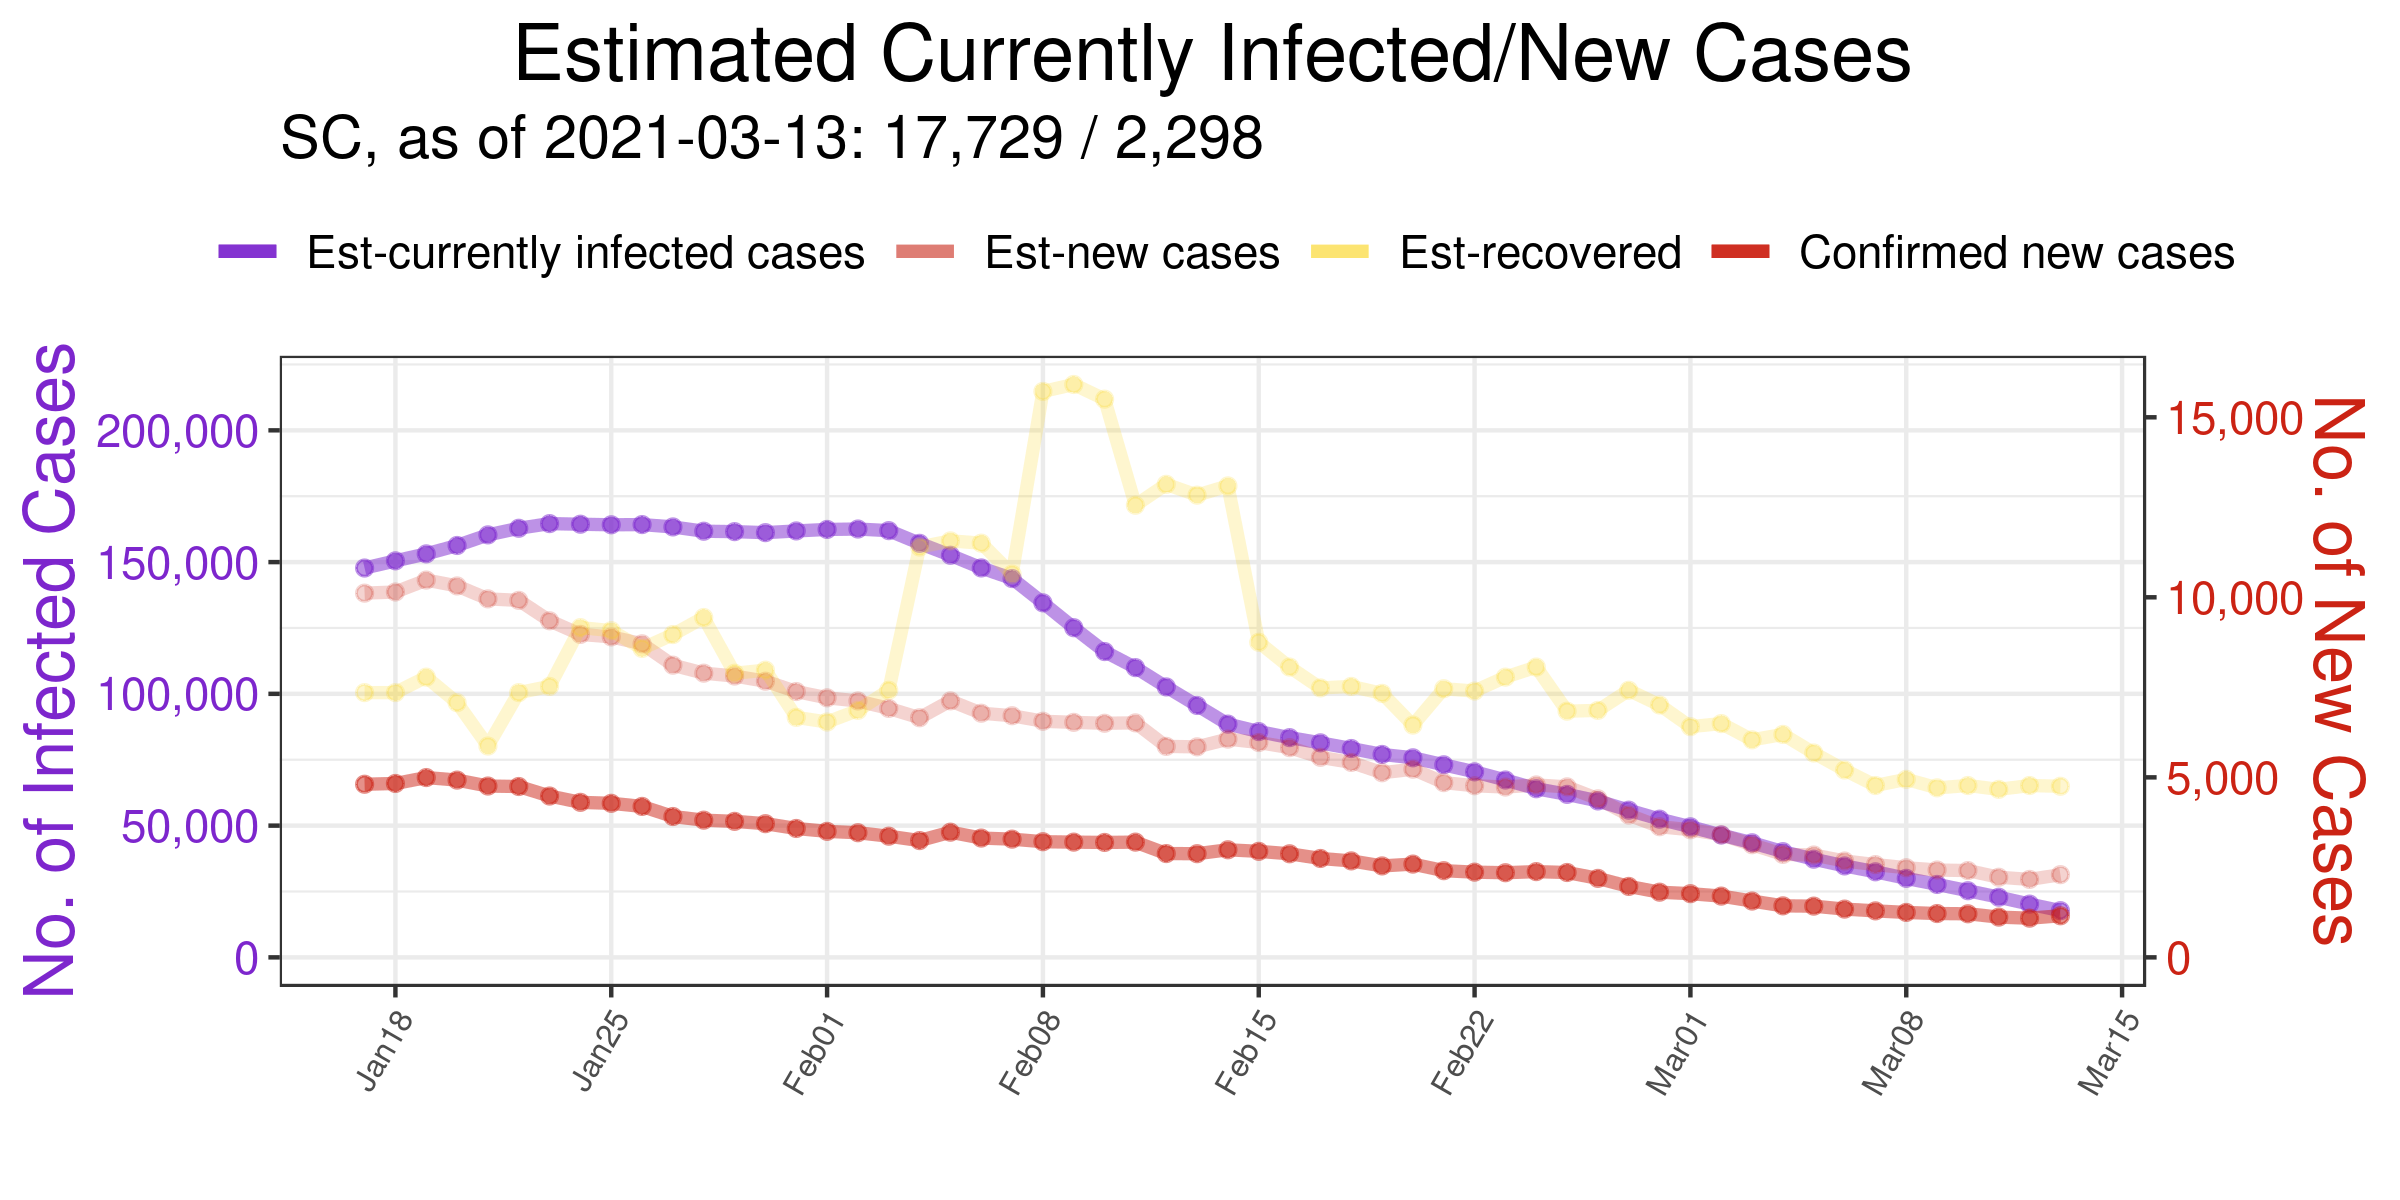 Estimated Currently Infected/New Cases
SC, as of 2021-03-13: 17,729 / 2,298
Est-currently infected cases Est-new cases Est-recovered Confirmed new cases
No. of Infected Cases
200,000
150,000
100,000
50,000
0
15,000
10,000
5,000
0
No. of New Cases
Jan18 Jan25 Feb01 Feb08 Feb15 Feb22 Mar01 Mar08 Mar15